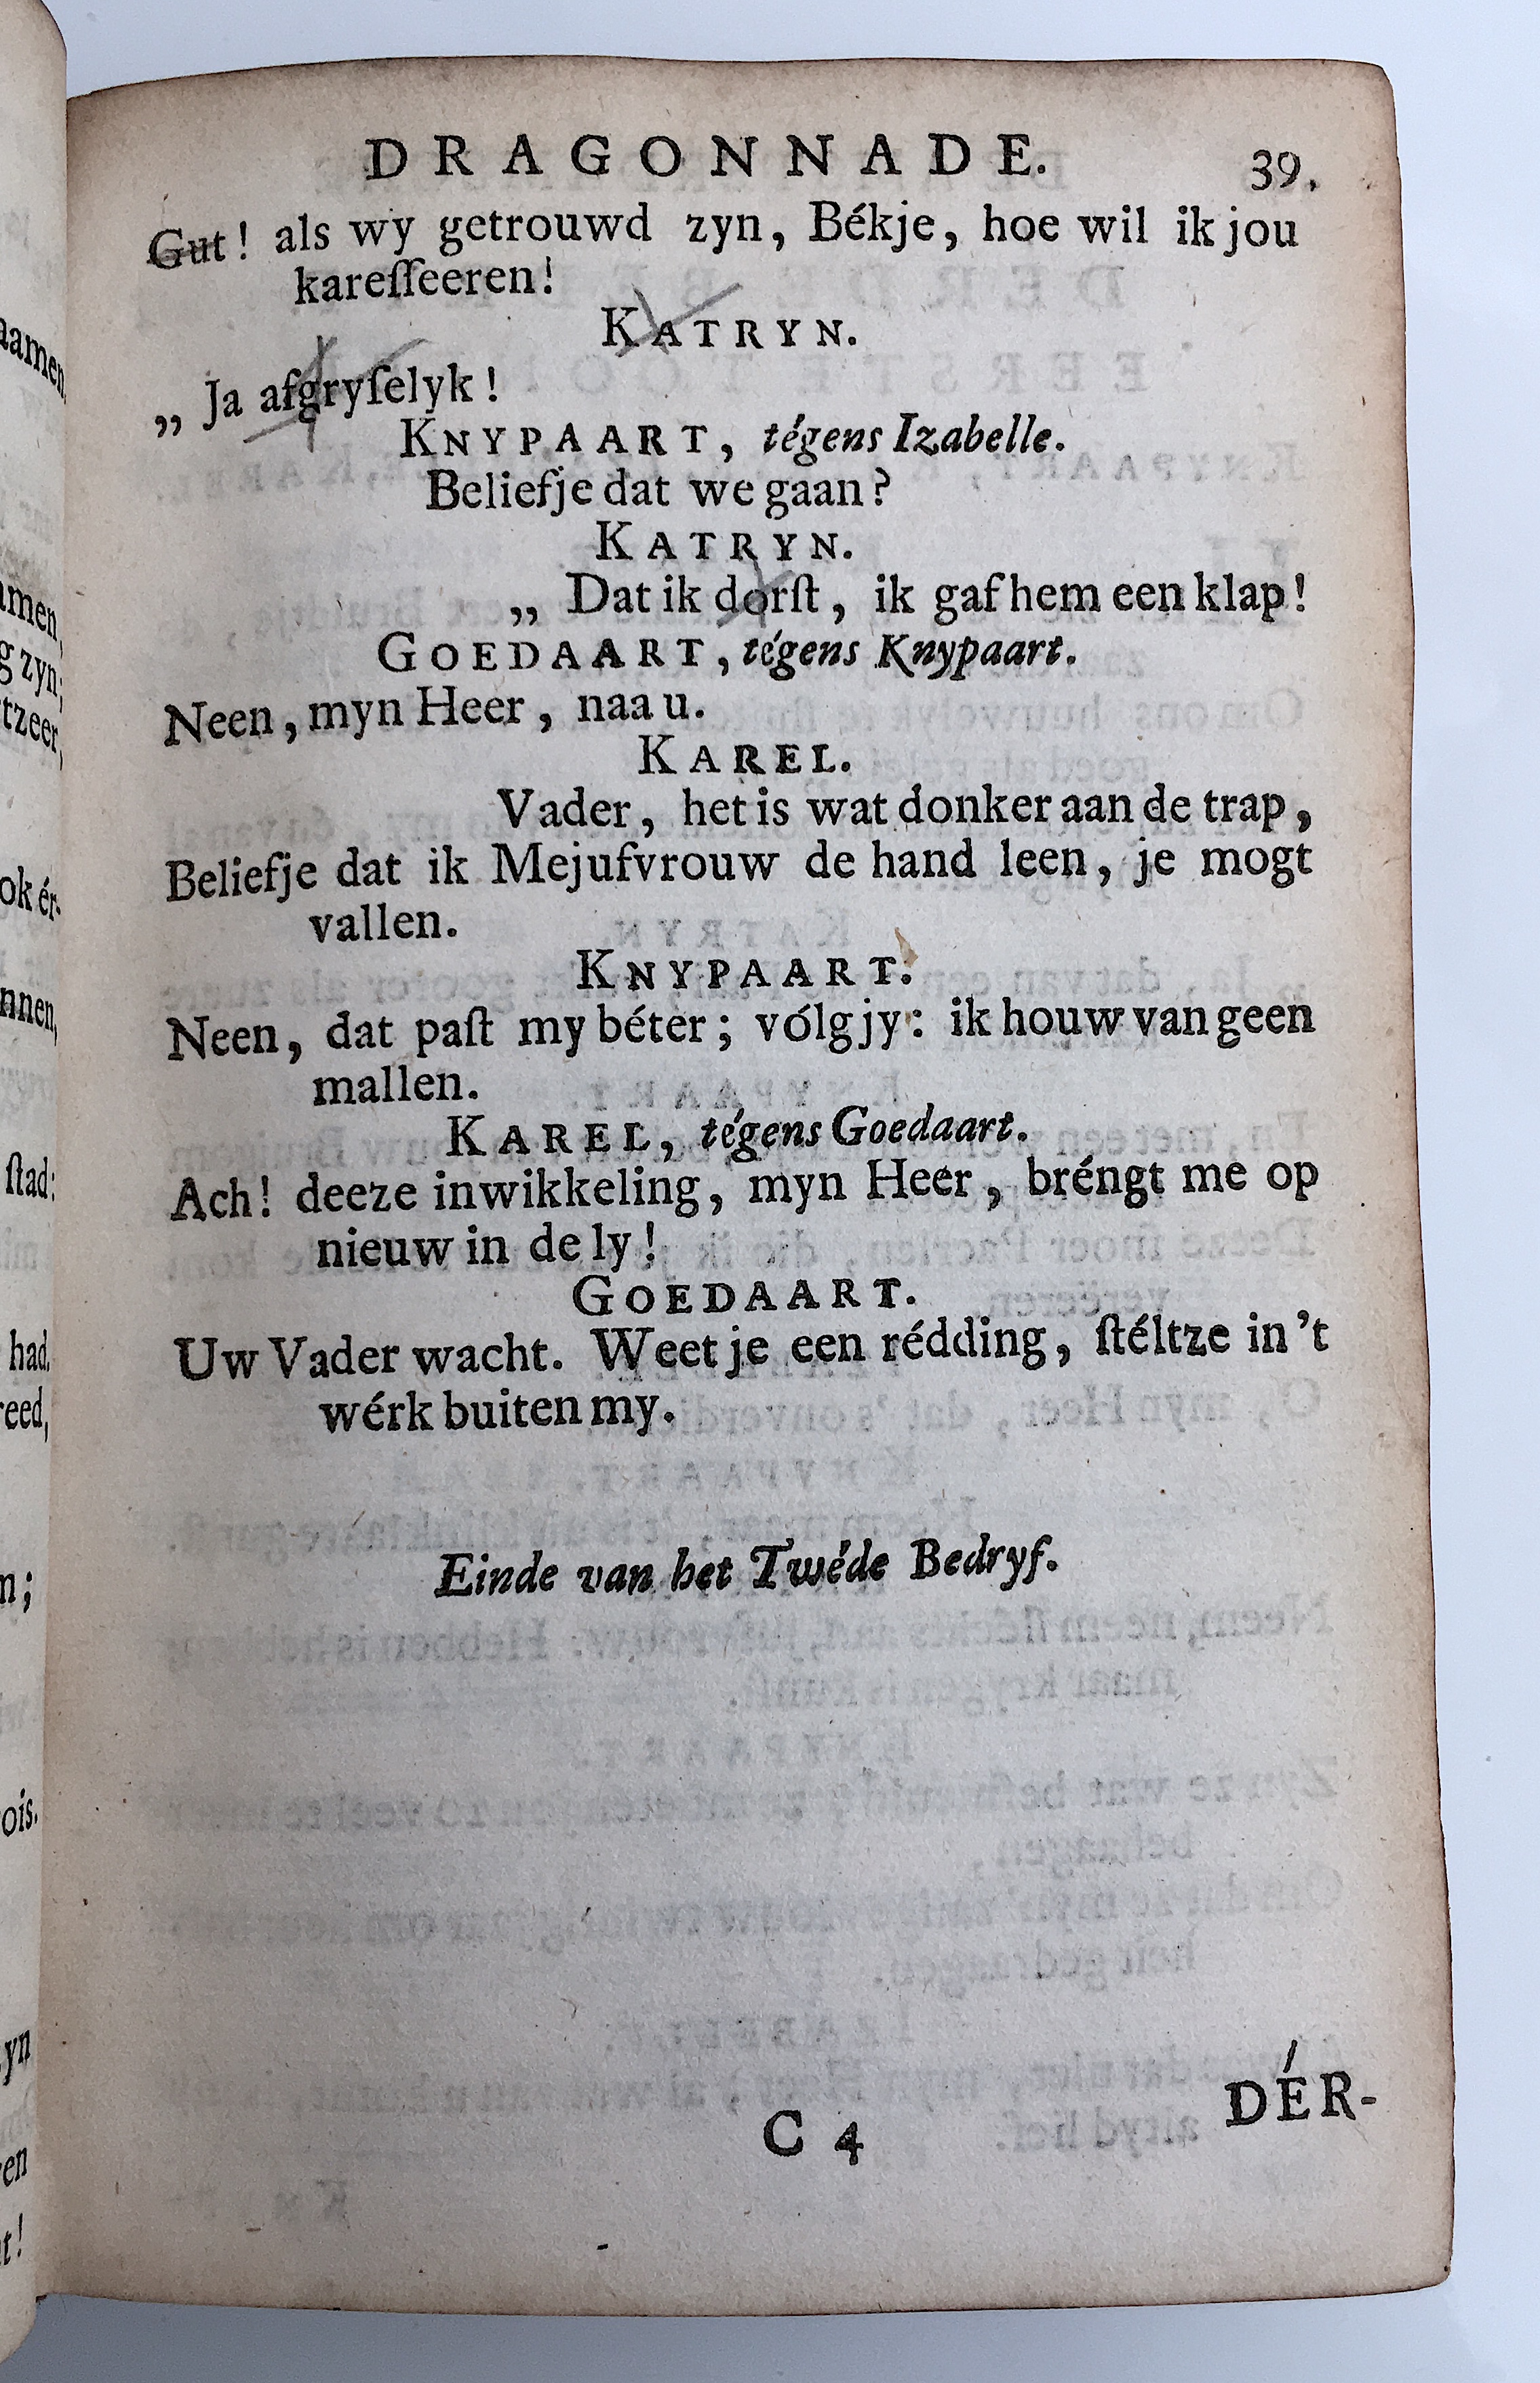 DRAGONNADE. 39.
Gut! als wy getrouwd zyn, Békje, hoe wil ik jou
kareſſeeren!
KATRYN.
„ Ja afgryſelyk!
KNYPAART, tégens Izabelle.
Beliefje dat we gaan?
KATRYN.
„ Dat ik dorſt, ik gaf hem een klap!
GOEDAART, tégens Knypaart.
Neen, myn Heer, naa u.
KAREL.
Vader, het is wat donker aan de trap,
Beliefje dat ik Mejufvrouw de hand leen, je mogt
vallen.
KNYPAART.
Neen, dat paſt my béter; vólg jy: ik houw van geen
mallen.
KAREL, tégens Goedaart.
Ach! deeze inwikkeling, myn Heer, bréngt me op
nieuw in de ly!
GOEDAART.
Uw Vader wacht. Weet je een rédding, ſtéltze in 't
wérk buiten my.
Einde van het Twéde Bedryf.
C 4 DÉR-